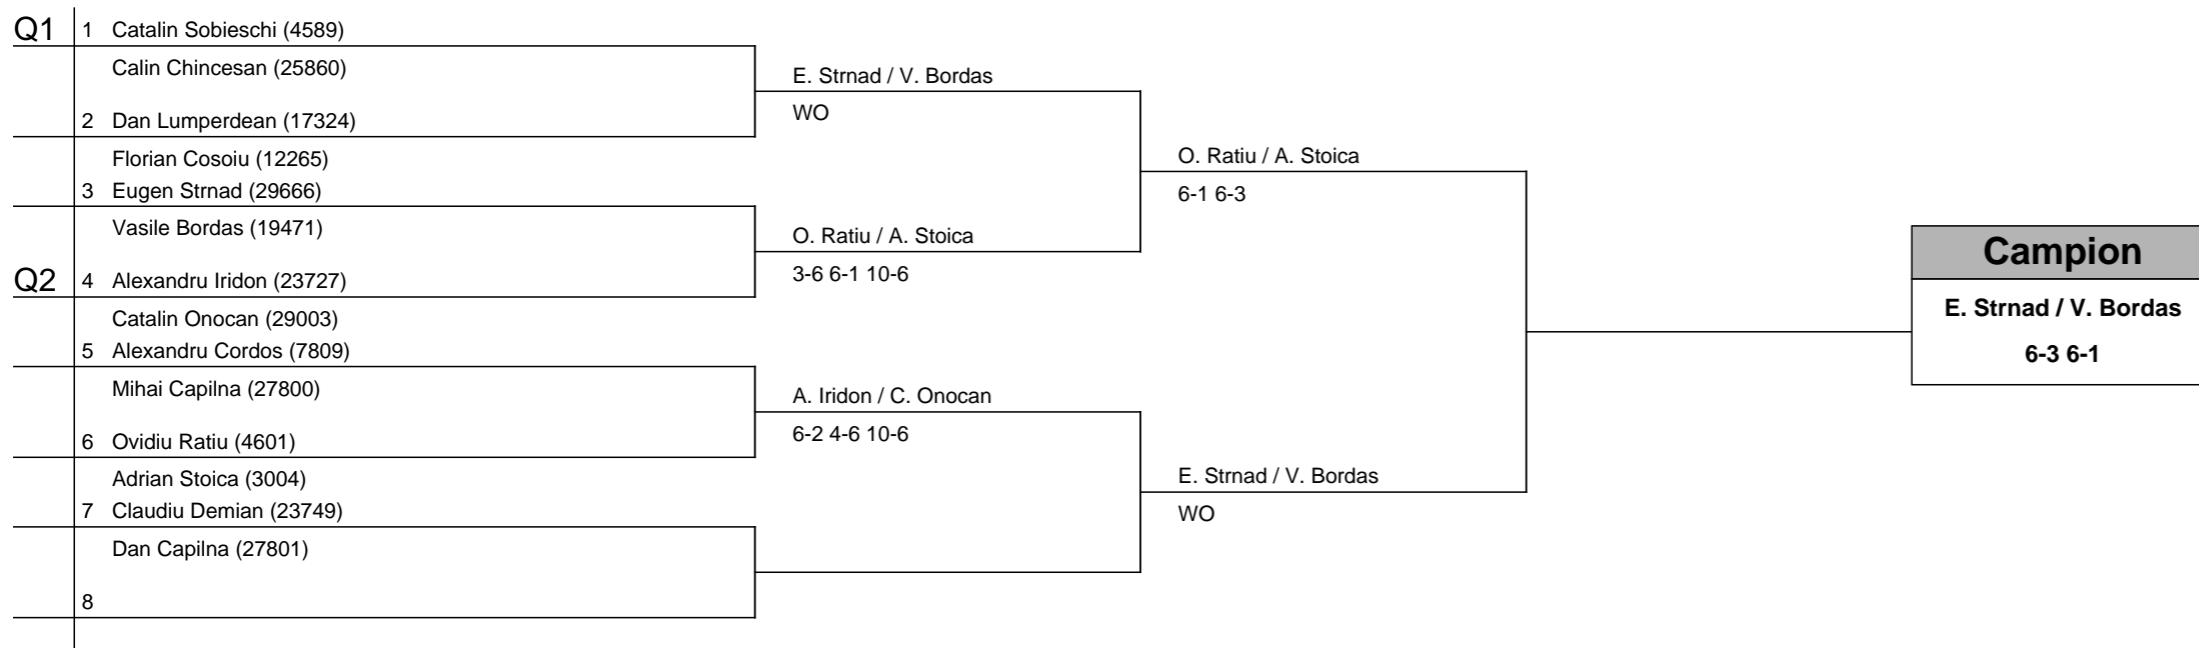 Q1 1 Catalin Sobieschi (4589)
Calin Chincesan (25860)
2 Dan Lumperdean (17324)
Florian Cosoiu (12265)
3 Eugen Strnad (29666)
Vasile Bordas (19471)
Q2 4 Alexandru Iridon (23727)
Catalin Onocan (29003)
5 Alexandru Cordos (7809)
Mihai Capilna (27800)
6 Ovidiu Ratiu (4601)
Adrian Stoica (3004)
7 Claudiu Demian (23749)
Dan Capilna (27801)
8
E. Strnad / V. Bordas
WO
O. Ratiu / A. Stoica
3-6 6-1 10-6
A. Iridon / C. Onocan
6-2 4-6 10-6
O. Ratiu / A. Stoica
6-1 6-3
E. Strnad / V. Bordas
WO
Campion
E. Strnad / V. Bordas
6-3 6-1